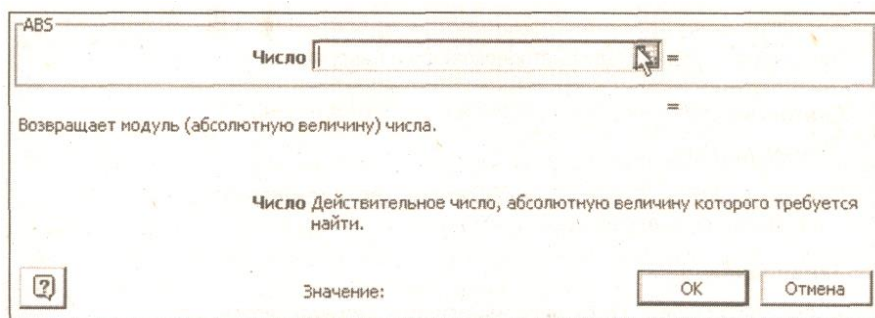 ABS
Число =
=
Возвращает модуль (абсолютную величину) числа.
Число Действительное число, абсолютную величину которого требуется
найти.
? Значение: OK Отмена